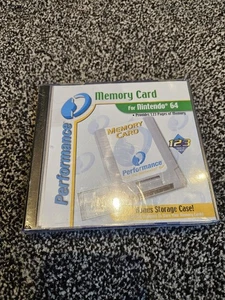 Memory Card
For Nintendo® 64
• Provides 123 Pages of Memory
Performance
MEMORY
CARD
Performance
123
Storage Case!